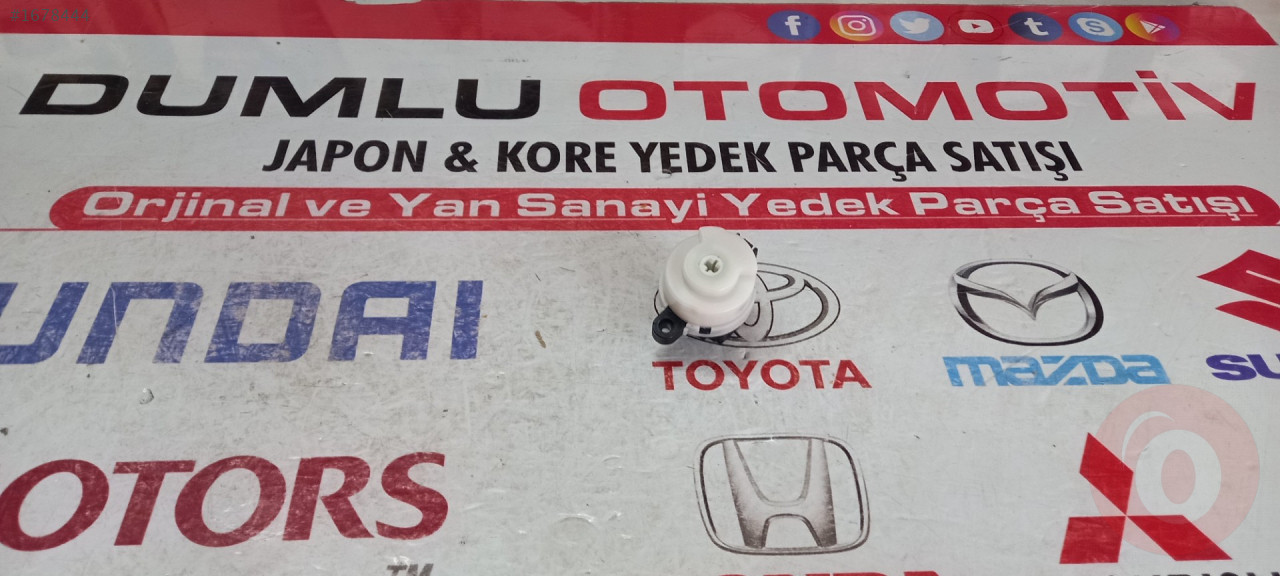 DUMLU OTOMOTİV
JAPON & KORE YEDEK PARÇA SATIŞI
Orjinal ve Yan Sanayi Yedek Parça Satışı
UNDAI
TOYOTA
mazda
SU
OTORS
TM